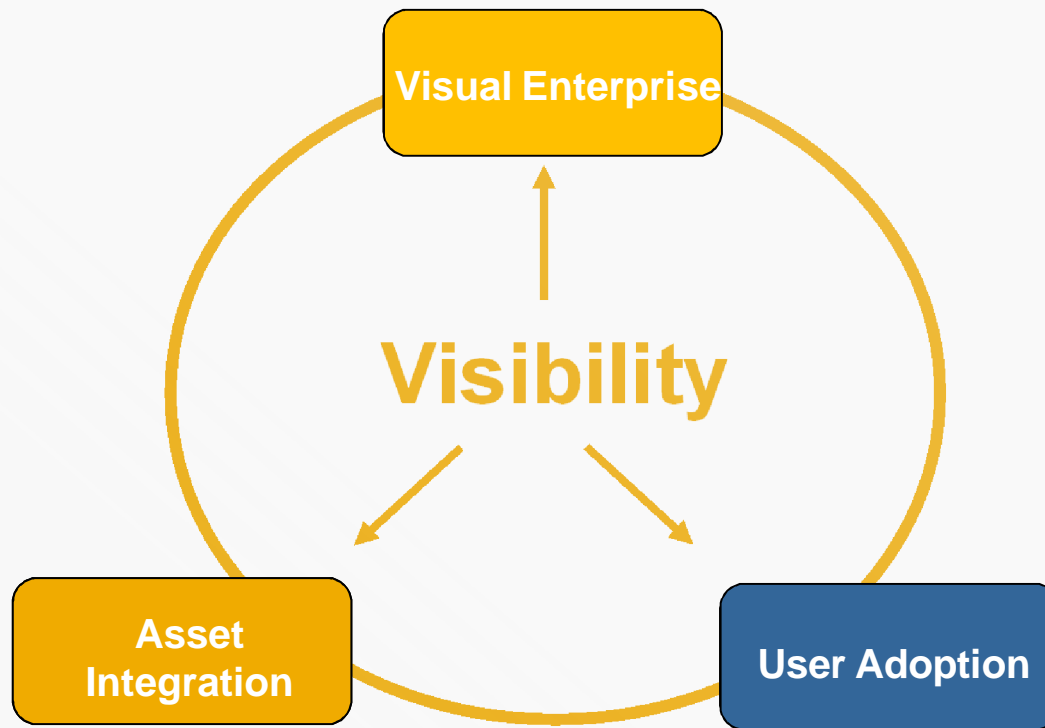 Visual Enterprise
Visibility
Asset
Integration
User Adoption